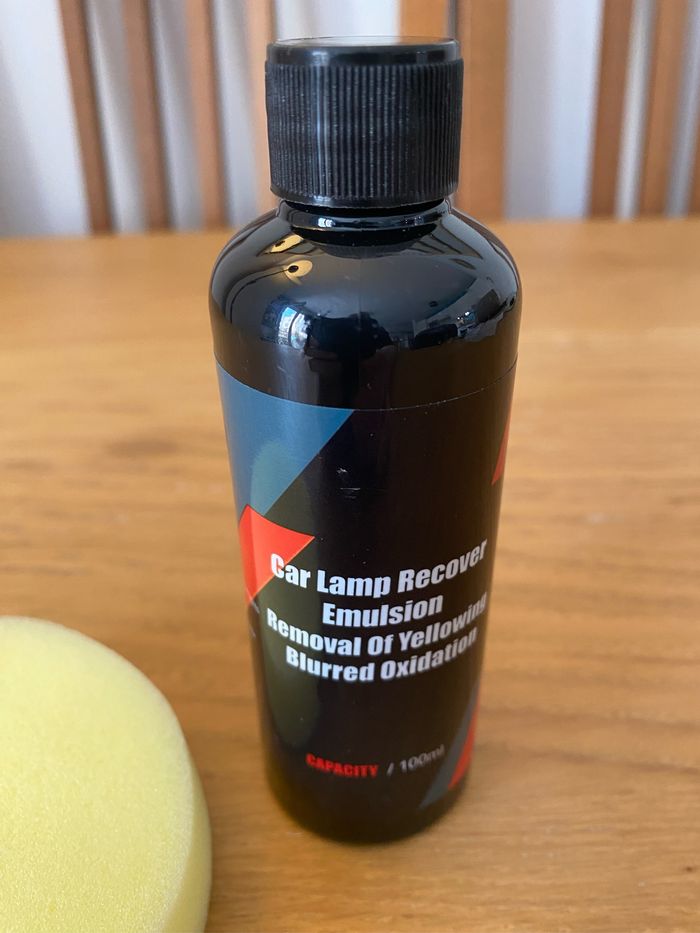 Car Lamp Recover
Emulsion
Removal Of Yellowing
Blurred Oxidation
CAPACITY / 100ml